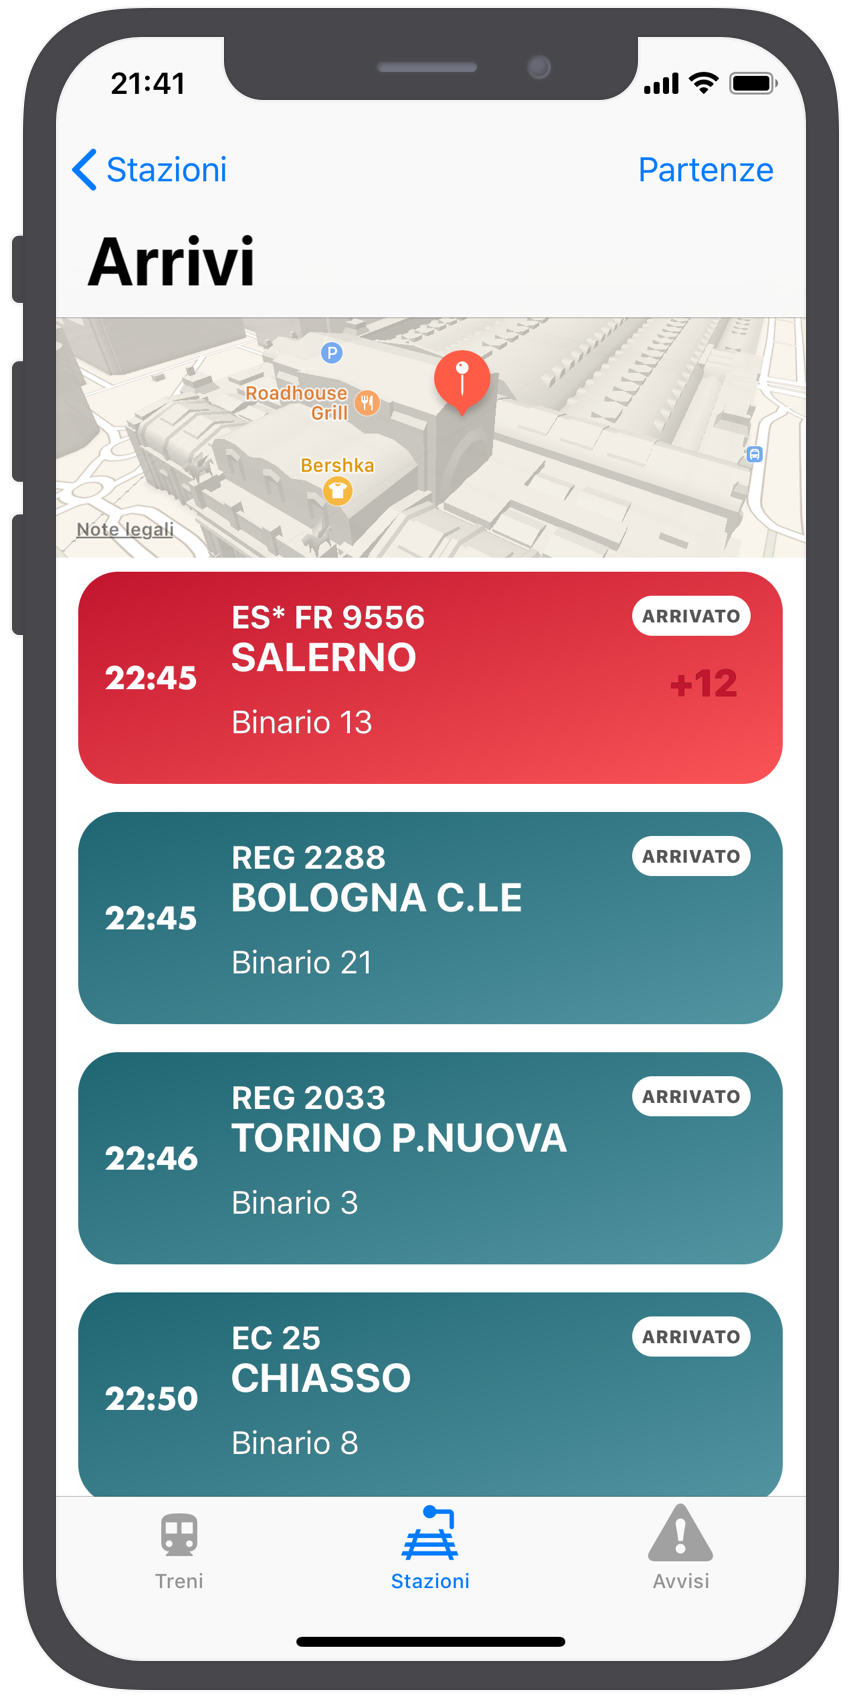 21:41
Stazioni
Partenze
Arrivi
P
Roadhouse
Grill
Bershka
Note legali
ES* FR 9556
ARRIVATO
SALERNO
22:45
+12
Binario 13
REG 2288
ARRIVATO
BOLOGNA C.LE
22:45
Binario 21
REG 2033
ARRIVATO
TORINO P.NUOVA
22:46
Binario 3
EC 25
ARRIVATO
CHIASSO
22:50
Binario 8
Treni
Stazioni
Avvisi